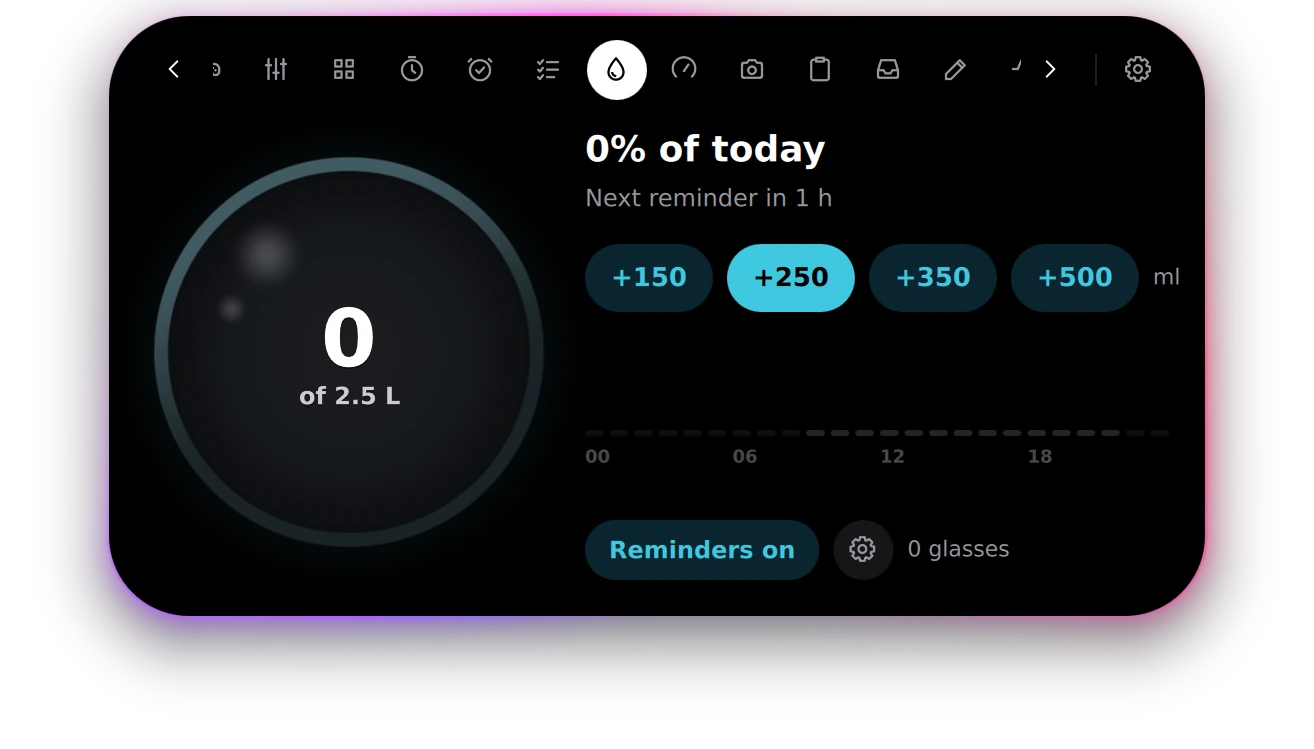 0% of today
Next reminder in 1 h
+150 +250 +350 +500 ml
0
of 2.5 L
00 06 12 18
Reminders on 0 glasses